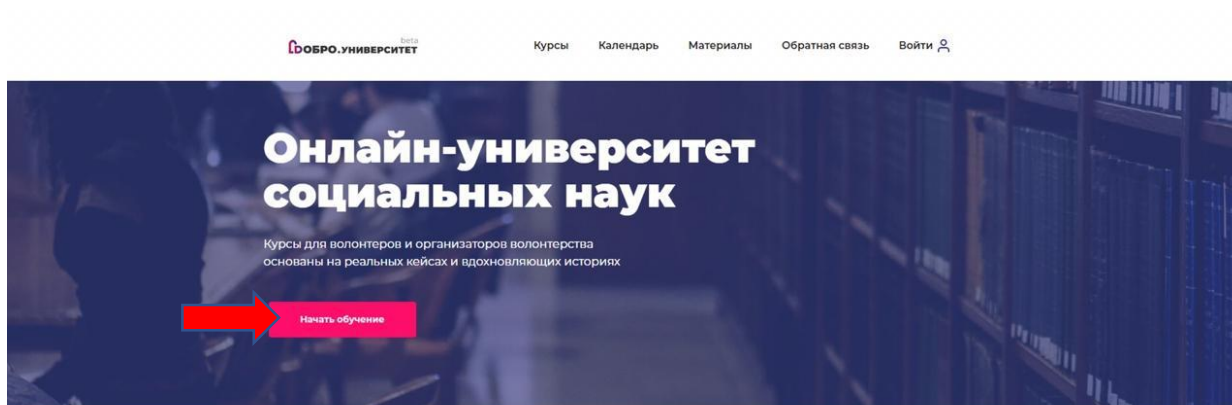 beta
ДОБРО.УНИВЕРСИТЕТ
Курсы Календарь Материалы Обратная связь Войти
Онлайн-университет
социальных наук
Курсы для волонтеров и организаторов волонтерства
основаны на реальных кейсах и вдохновляющих историях
Начать обучение